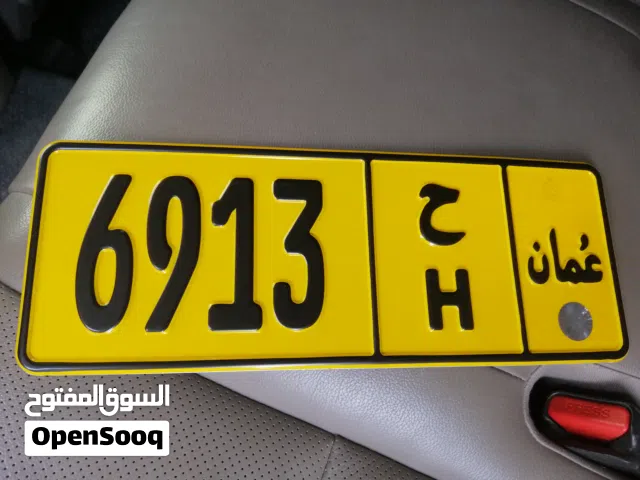 6913
ح
H
عُمان
PRESS
السوق المفتوح
OpenSooq